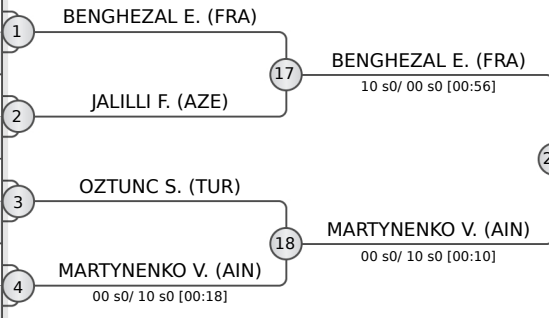 BENGHEZAL E. (FRA)
1
17
BENGHEZAL E. (FRA)
10 s0/ 00 s0 [00:56]
JALILLI F. (AZE)
2
OZTUNC S. (TUR)
3
18
MARTYNENKO V. (AIN)
00 s0/ 10 s0 [00:10]
MARTYNENKO V. (AIN)
4
00 s0/ 10 s0 [00:18]